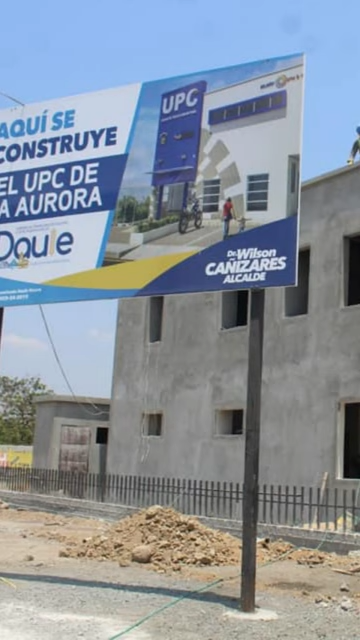 AQUÍ SE
CONSTRUYE
EL UPC DE
LA AURORA
Daule
UPC
Dr. Wilson
CAÑIZARES
ALCALDE